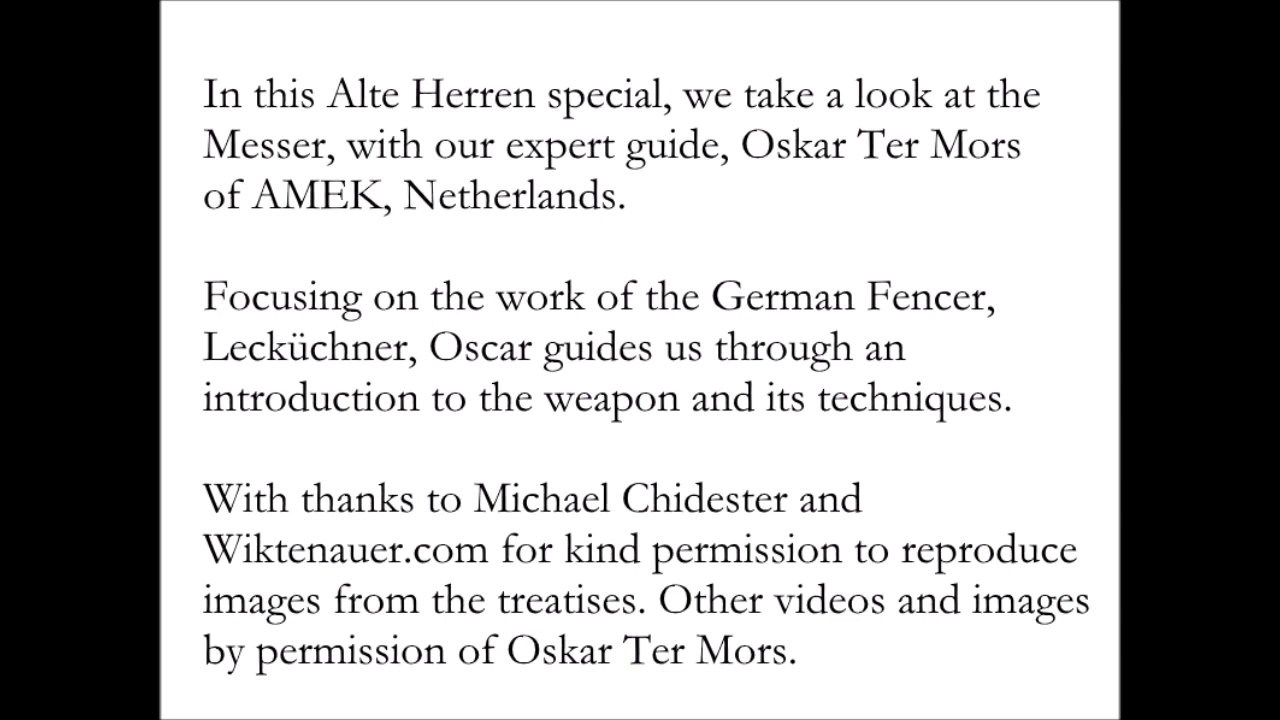 In this Alte Herren special, we take a look at the
Messer, with our expert guide, Oskar Ter Mors
of AMEK, Netherlands.
Focusing on the work of the German Fencer,
Lecküchner, Oscar guides us through an
introduction to the weapon and its techniques.
With thanks to Michael Chidester and
Wiktenauer.com for kind permission to reproduce
images from the treatises. Other videos and images
by permission of Oskar Ter Mors.